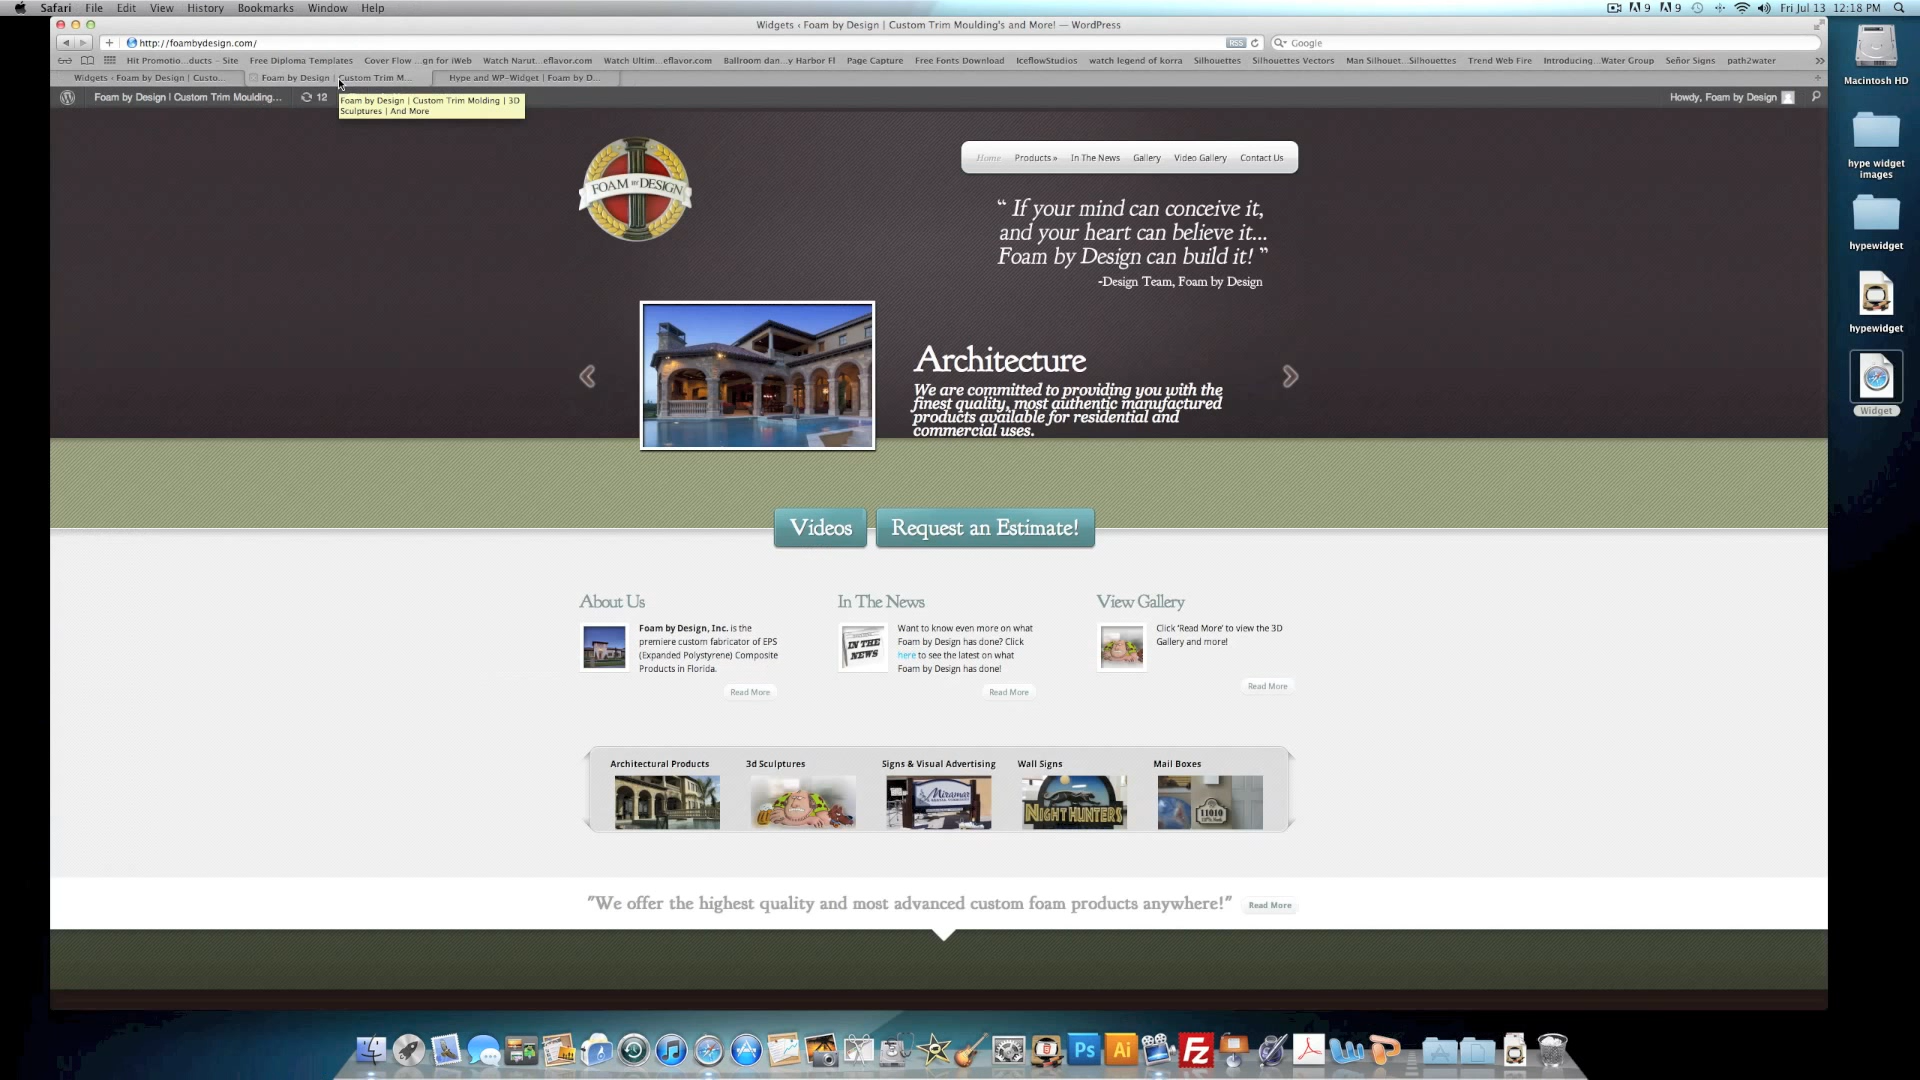 Safari File Edit View History Bookmarks Window Help
9 9 Fri Jul 13 12:18 PM
Widgets ‹ Foam by Design | Custom Trim Moulding's and More! — WordPress
http://foambydesign.com/ RSS Google
Hit Promotio...ducts - Site Free Diploma Templates Cover Flow ...gn for iWeb Watch Narut...eflavor.com Watch Ultim...eflavor.com Ballroom dan...y Harbor Fl Page Capture Free Fonts Download IceflowStudios watch legend of korra Silhouettes Silhouettes Vectors Man Silhouet...Silhouettes Trend Web Fire Introducing...Water Group Señor Signs path2water
Widgets ‹ Foam by Design | Custo... Foam by Design | Custom Trim M... Hype and WP-Widget | Foam by D...
Foam by Design | Custom Trim Moulding... 12 Howdy, Foam by Design
Foam by Design | Custom Trim Molding | 3D
Sculptures | And More
FOAM BY DESIGN
Home Products » In The News Gallery Video Gallery Contact Us
“ If your mind can conceive it,
and your heart can believe it...
Foam by Design can build it! ”
-Design Team, Foam by Design
Architecture
We are committed to providing you with the
finest quality, most authentic manufactured
products available for residential and
commercial uses.
Videos Request an Estimate!
About Us
Foam by Design, Inc. is the
premiere custom fabricator of EPS
(Expanded Polystyrene) Composite
Products in Florida.
Read More
In The News
IN THE
NEWS
Want to know even more on what
Foam by Design has done? Click
here to see the latest on what
Foam by Design has done!
Read More
View Gallery
Click ‘Read More’ to view the 3D
Gallery and more!
Read More
Architectural Products 3d Sculptures Signs & Visual Advertising Wall Signs Mail Boxes
Miramar
NIGHT HUNTERS
11010
"We offer the highest quality and most advanced custom foam products anywhere!" Read More
Macintosh HD
hype widget
images
hypewidget
hypewidget
Widget
Ps Ai Fz